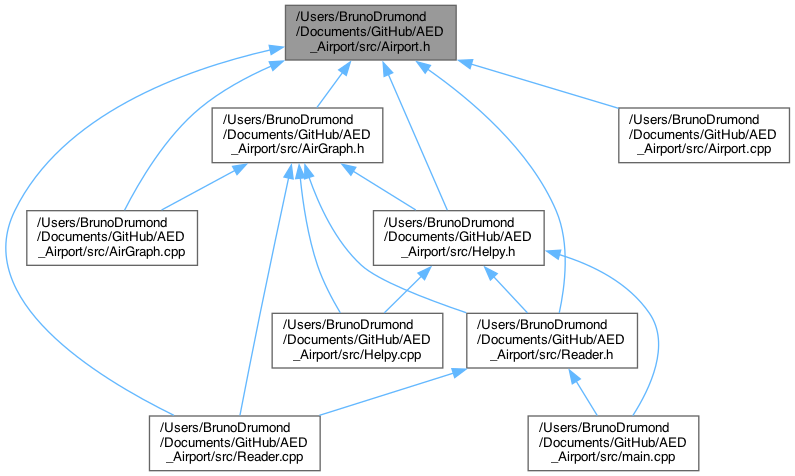 /Users/BrunoDrumond
/Documents/GitHub/AED
_Airport/src/Airport.h
/Users/BrunoDrumond
/Documents/GitHub/AED
_Airport/src/AirGraph.h
/Users/BrunoDrumond
/Documents/GitHub/AED
_Airport/src/Airport.cpp
/Users/BrunoDrumond
/Documents/GitHub/AED
_Airport/src/AirGraph.cpp
/Users/BrunoDrumond
/Documents/GitHub/AED
_Airport/src/Helpy.h
/Users/BrunoDrumond
/Documents/GitHub/AED
_Airport/src/Helpy.cpp
/Users/BrunoDrumond
/Documents/GitHub/AED
_Airport/src/Reader.h
/Users/BrunoDrumond
/Documents/GitHub/AED
_Airport/src/Reader.cpp
/Users/BrunoDrumond
/Documents/GitHub/AED
_Airport/src/main.cpp